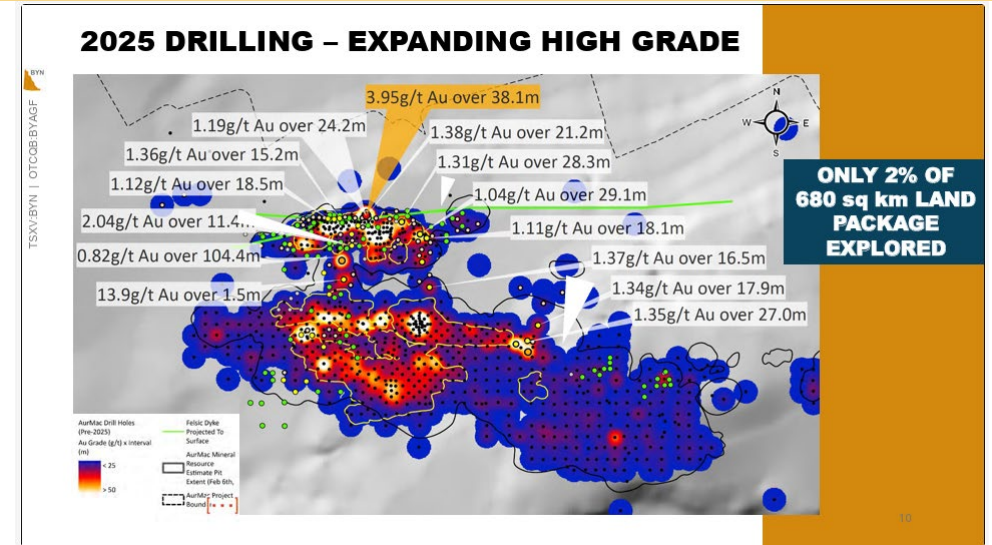 2025 DRILLING – EXPANDING HIGH GRADE
BYN
TSXV:BYN | OTCQB:BYAGF
3.95g/t Au over 38.1m
1.19g/t Au over 24.2m
1.38g/t Au over 21.2m
1.36g/t Au over 15.2m
1.31g/t Au over 28.3m
1.12g/t Au over 18.5m
1.04g/t Au over 29.1m
2.04g/t Au over 11.4...
1.11g/t Au over 18.1m
0.82g/t Au over 104.4m
1.37g/t Au over 16.5m
13.9g/t Au over 1.5m
1.34g/t Au over 17.9m
1.35g/t Au over 27.0m
N
W
E
S
ONLY 2% OF
680 sq km LAND
PACKAGE
EXPLORED
AurMac Drill Holes
(Pre-2025)
Au Grade (g/t) x Interval
(m)
< 25
> 50
Felsic Dyke
Projected To
Surface
AurMac Mineral
Resource
Estimate Pit
Extent (Feb 6th,
AurMac Project
10